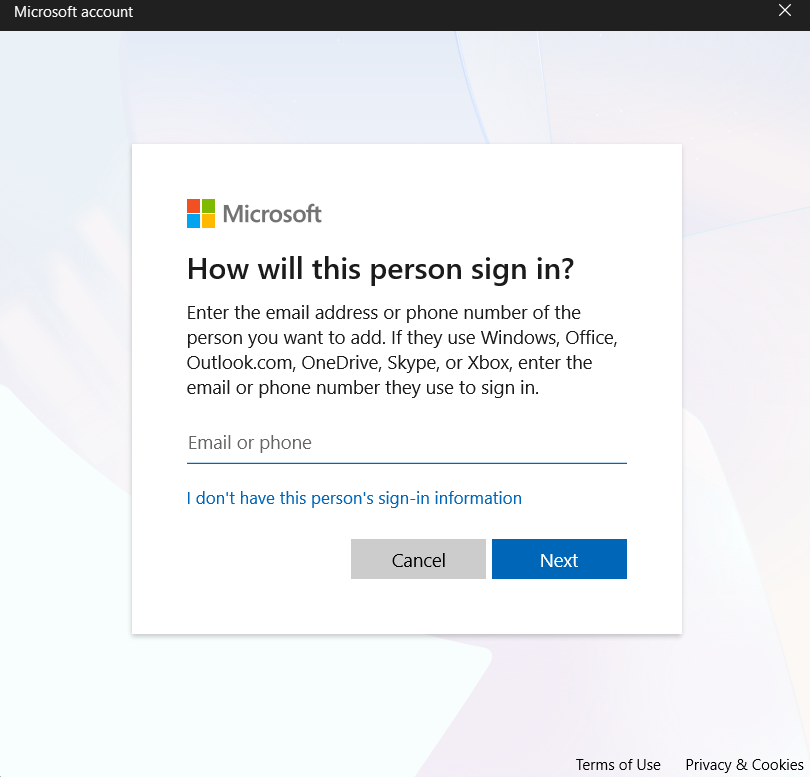 Microsoft account
Microsoft
How will this person sign in?
Enter the email address or phone number of the
person you want to add. If they use Windows, Office,
Outlook.com, OneDrive, Skype, or Xbox, enter the
email or phone number they use to sign in.
Email or phone
I don't have this person's sign-in information
Cancel
Next
Terms of Use
Privacy & Cookies